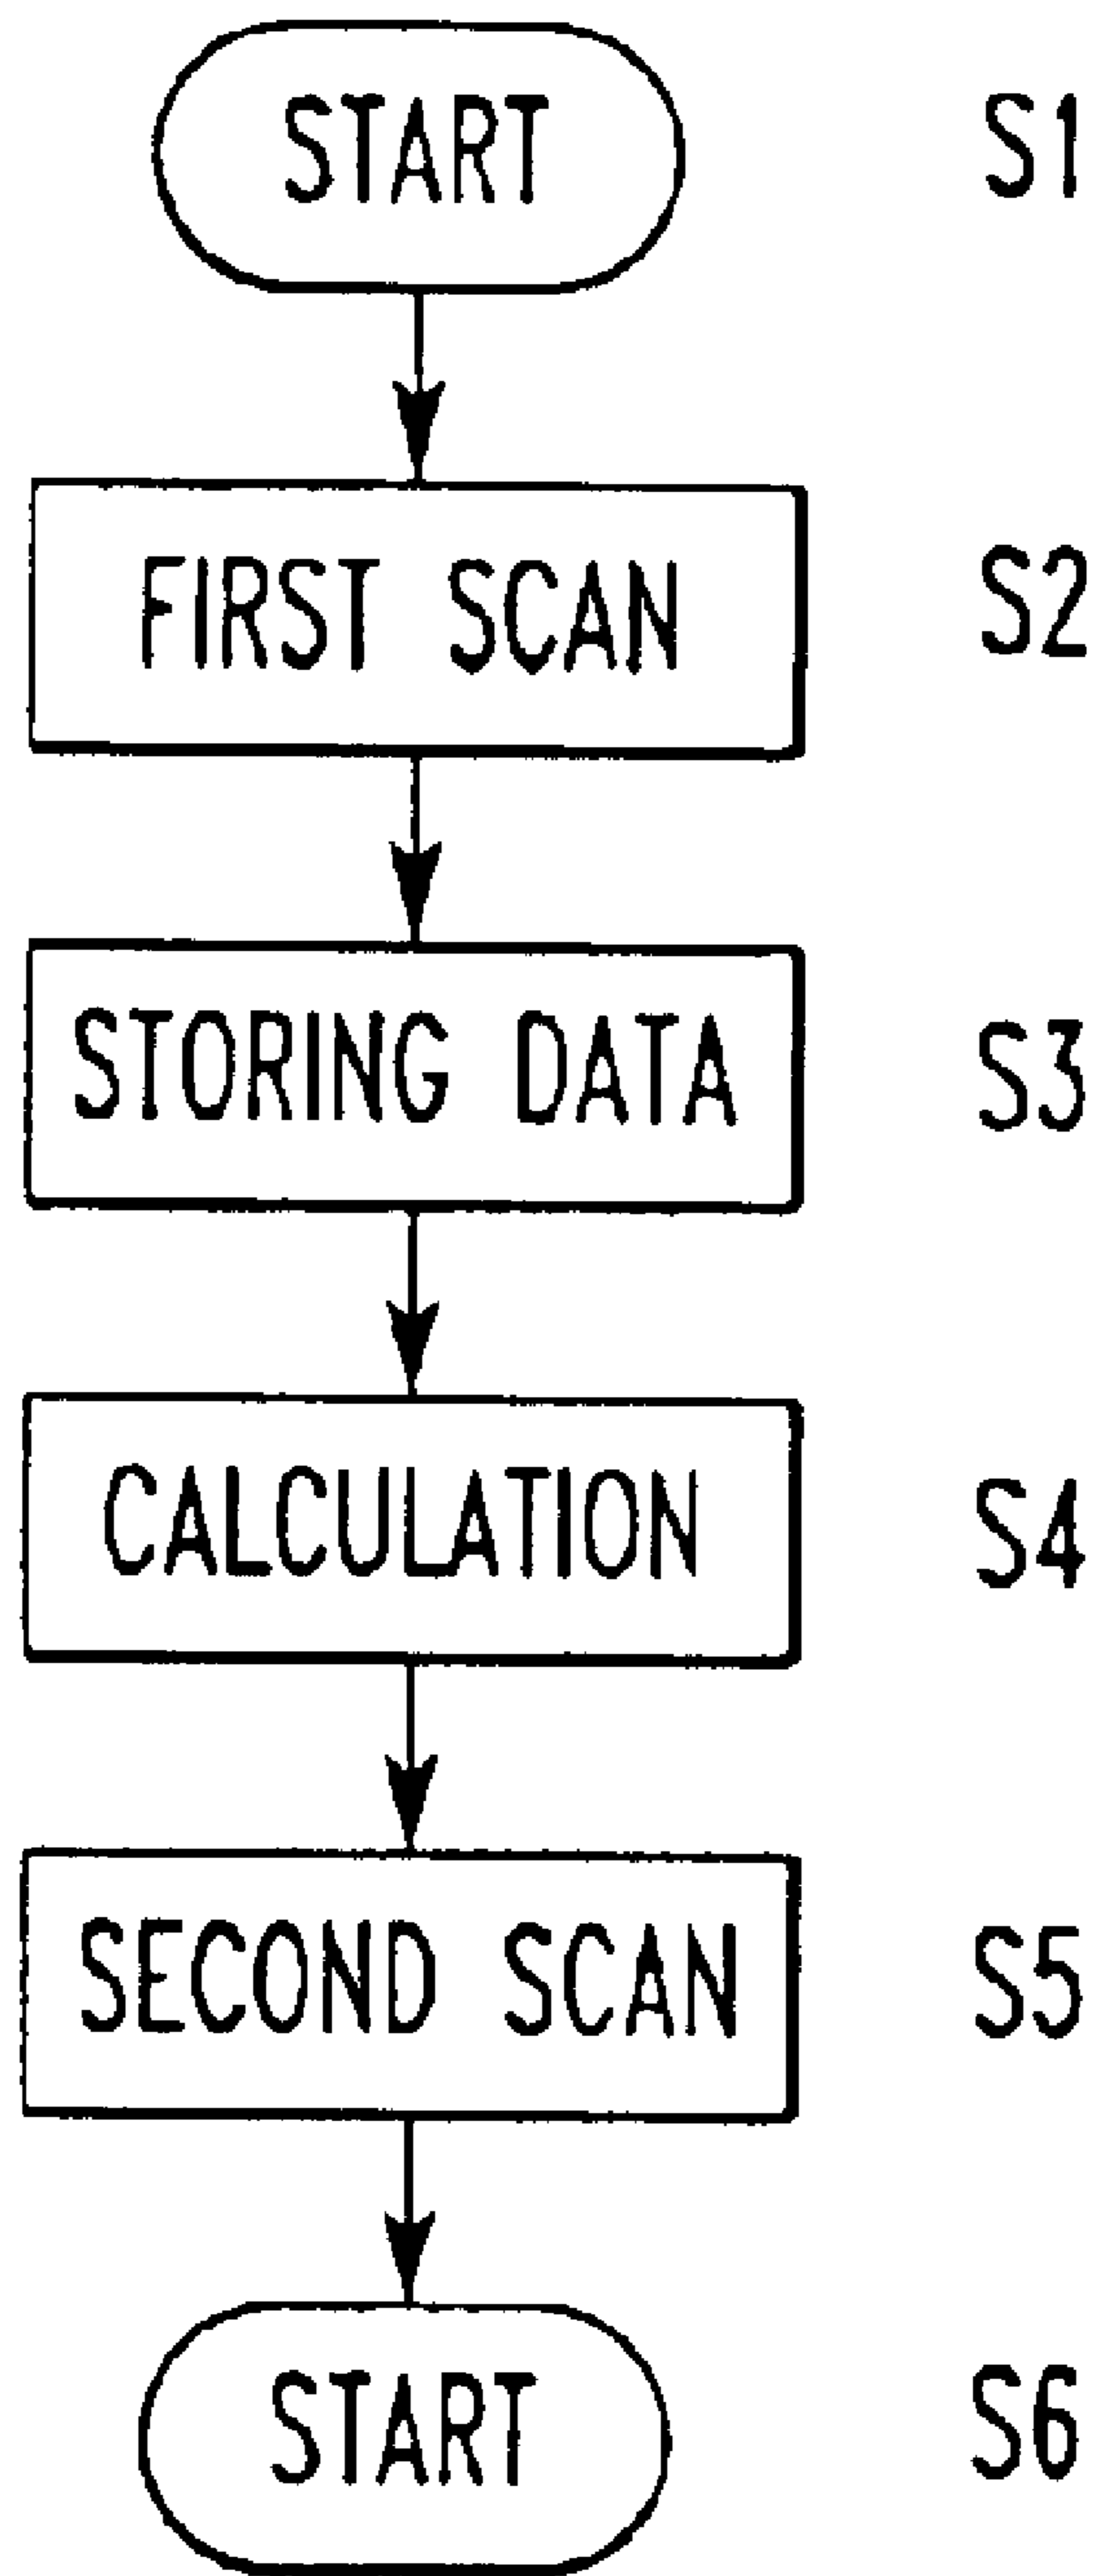 START S1
FIRST SCAN S2
STORING DATA S3
CALCULATION S4
SECOND SCAN S5
START S6